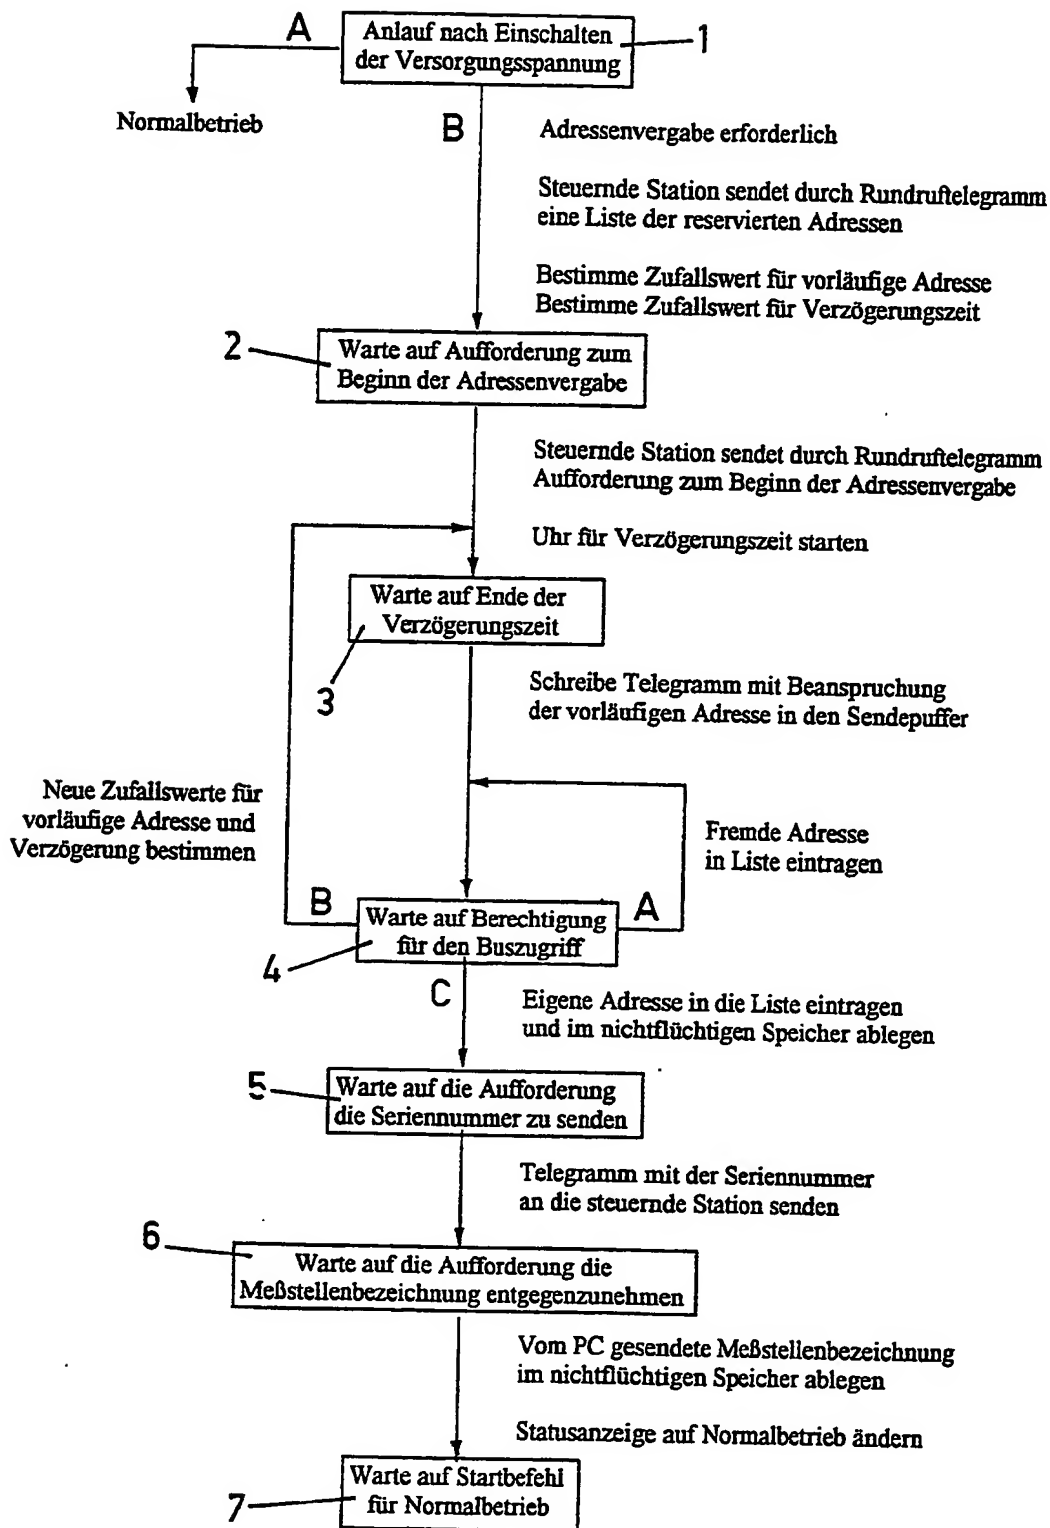 A
Anlauf nach Einschalten
der Versorgungsspannung
1
Normalbetrieb
B
Adressenvergabe erforderlich
Steuernde Station sendet durch Rundruftelegramm
eine Liste der reservierten Adressen
Bestimme Zufallswert für vorläufige Adresse
Bestimme Zufallswert für Verzögerungszeit
2
Warte auf Aufforderung zum
Beginn der Adressenvergabe
Steuernde Station sendet durch Rundruftelegramm
Aufforderung zum Beginn der Adressenvergabe
Uhr für Verzögerungszeit starten
Warte auf Ende der
Verzögerungszeit
3
Schreibe Telegramm mit Beanspruchung
der vorläufigen Adresse in den Sendepuffer
Neue Zufallswerte für
vorläufige Adresse und
Verzögerung bestimmen
Fremde Adresse
in Liste eintragen
B
Warte auf Berechtigung
für den Buszugriff
A
4
C
Eigene Adresse in die Liste eintragen
und im nichtflüchtigen Speicher ablegen
5
Warte auf die Aufforderung
die Seriennummer zu senden
Telegramm mit der Seriennummer
an die steuernde Station senden
6
Warte auf die Aufforderung die
Meßstellenbezeichnung entgegenzunehmen
Vom PC gesendete Meßstellenbezeichnung
im nichtflüchtigen Speicher ablegen
Statusanzeige auf Normalbetrieb ändern
7
Warte auf Startbefehl
für Normalbetrieb